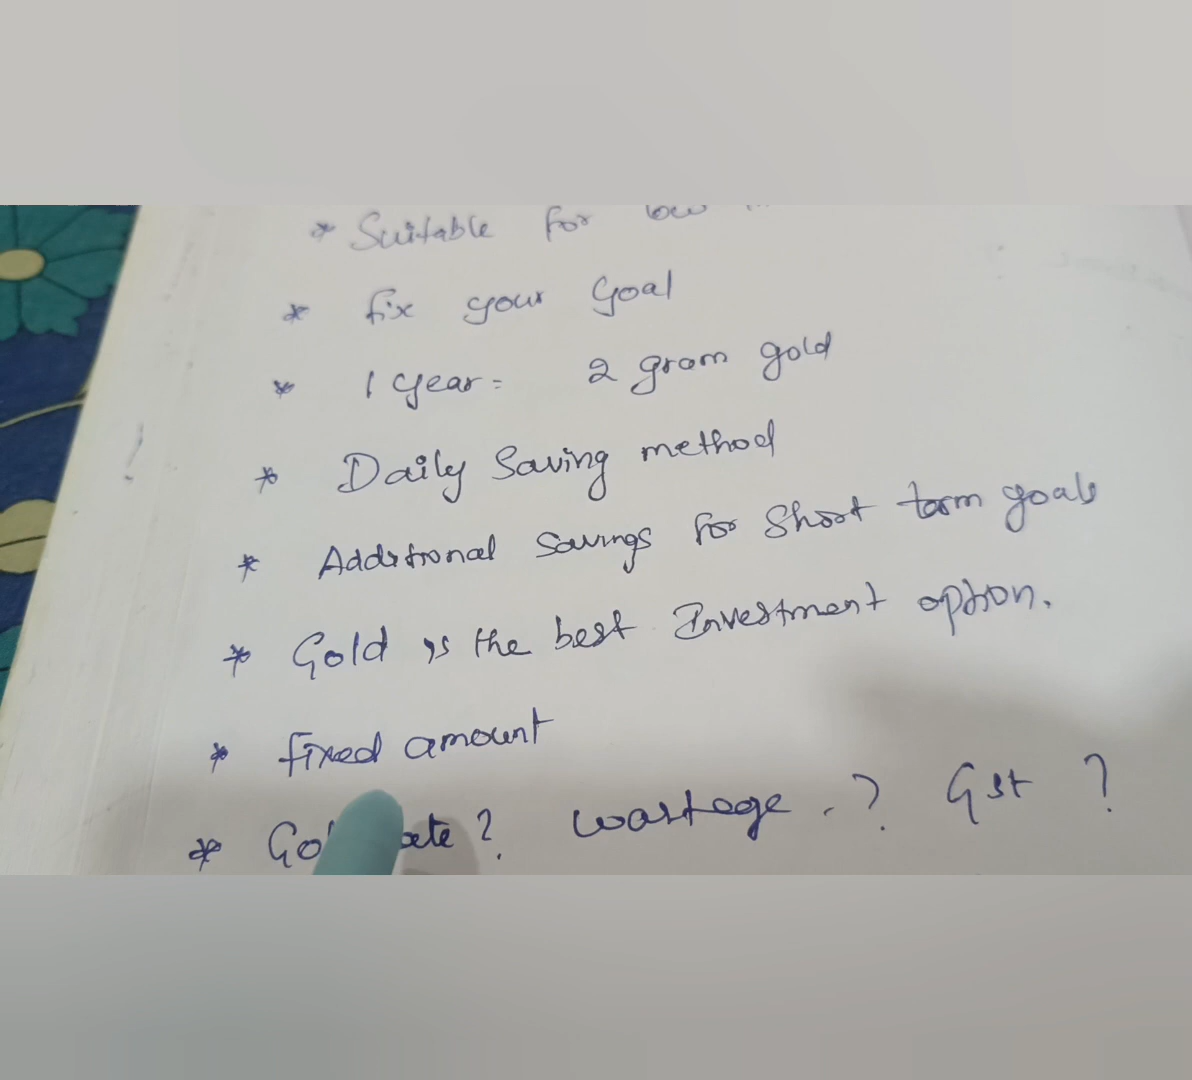 * Suitable for low
* fix your Goal
* 1 year = 2 gram gold
* Daily Saving method
* Additional Savings for Short term goals
* Gold is the best Investment option.
* fixed amount
* ? wastage . ? Gst ?